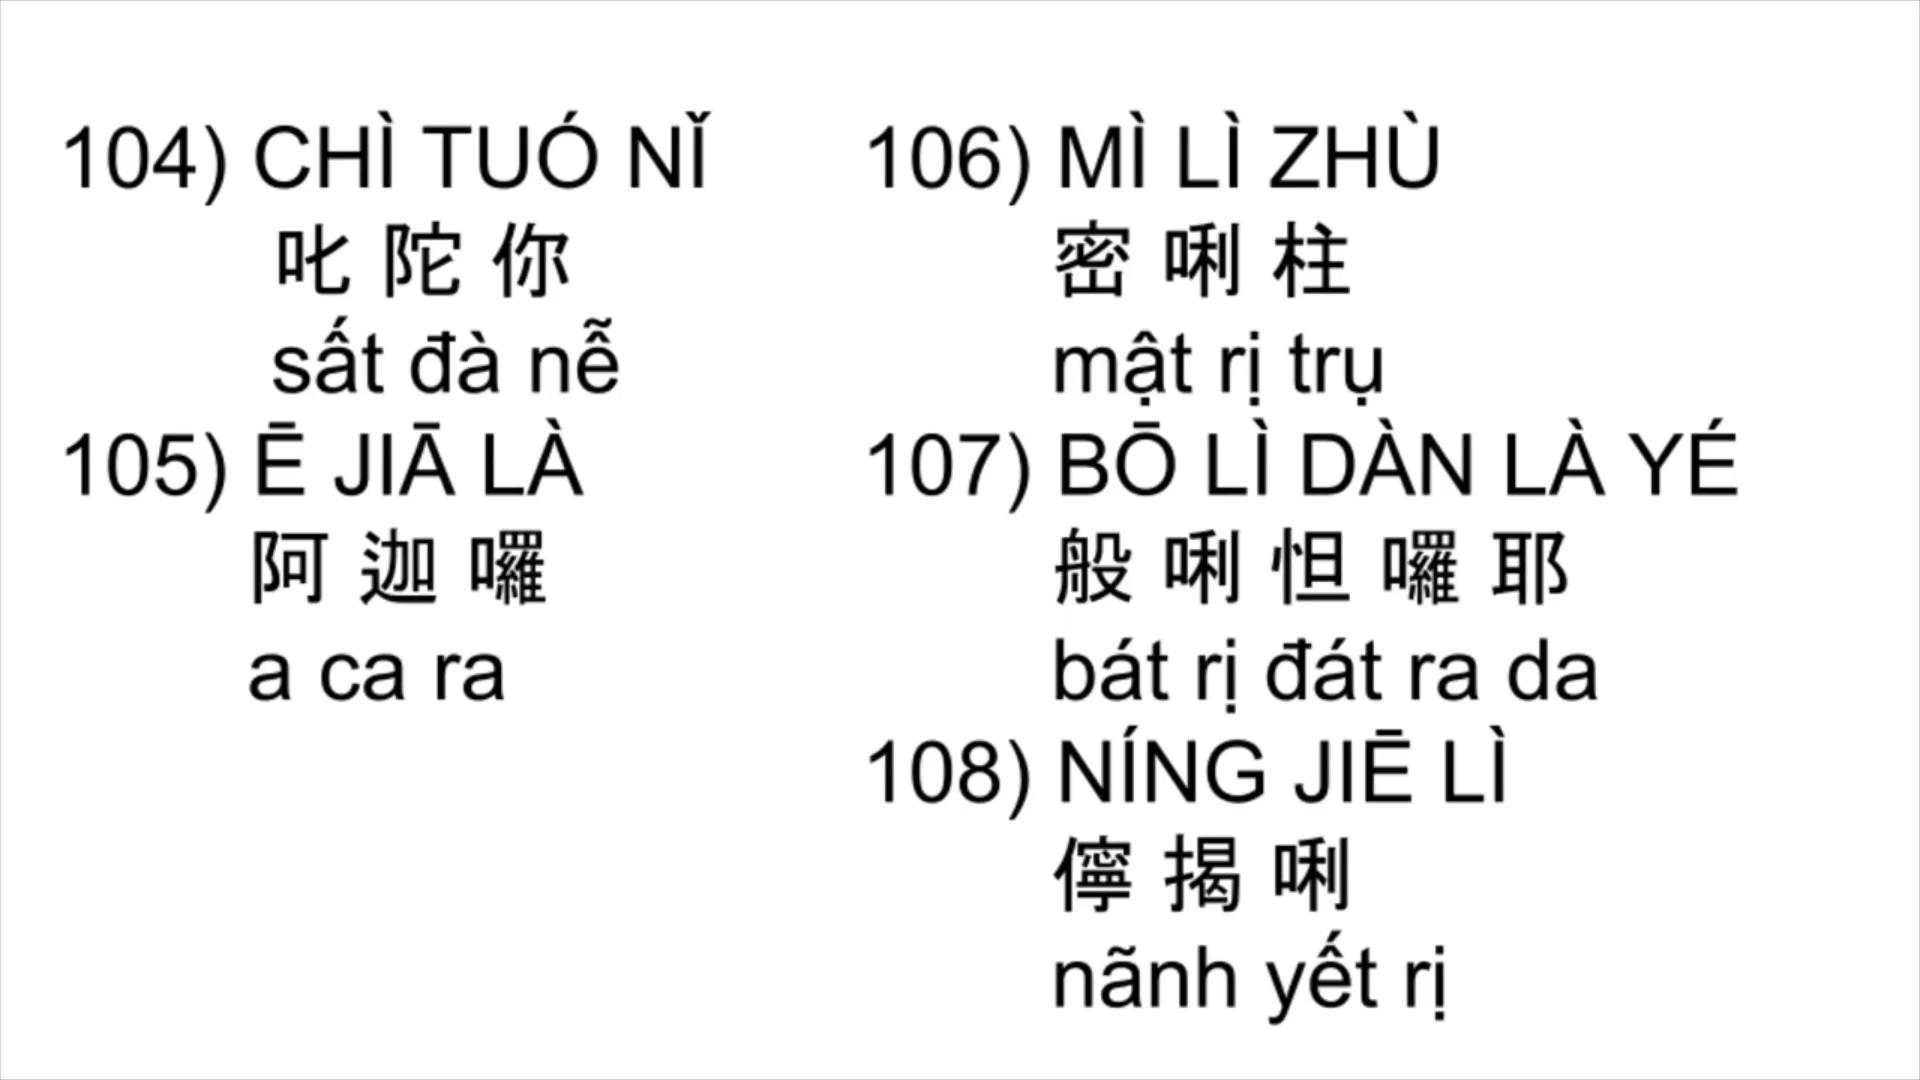 104) CHÌ TUÓ NǏ
叱 陀 你
sất đà nễ
105) Ē JIĀ LÀ
阿 迦 囉
a ca ra
106) MÌ LÌ ZHÙ
密 唎 柱
mật rị trụ
107) BŌ LÌ DÀN LÀ YÉ
般 唎 怛 囉 耶
bát rị đát ra da
108) NÍNG JIĒ LÌ
儜 揭 唎
nãnh yết rị